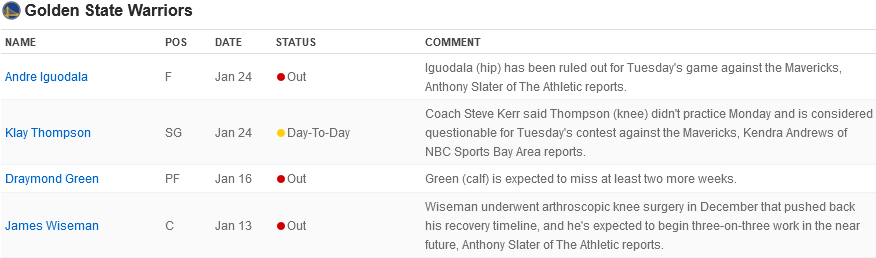 Golden State Warriors
NAME POS DATE STATUS COMMENT
Andre Iguodala F Jan 24 Out Iguodala (hip) has been ruled out for Tuesday's game against the Mavericks,
Anthony Slater of The Athletic reports.
Klay Thompson SG Jan 24 Day-To-Day Coach Steve Kerr said Thompson (knee) didn't practice Monday and is considered
questionable for Tuesday's contest against the Mavericks, Kendra Andrews of
NBC Sports Bay Area reports.
Draymond Green PF Jan 16 Out Green (calf) is expected to miss at least two more weeks.
James Wiseman C Jan 13 Out Wiseman underwent arthroscopic knee surgery in December that pushed back
his recovery timeline, and he's expected to begin three-on-three work in the near
future, Anthony Slater of The Athletic reports.